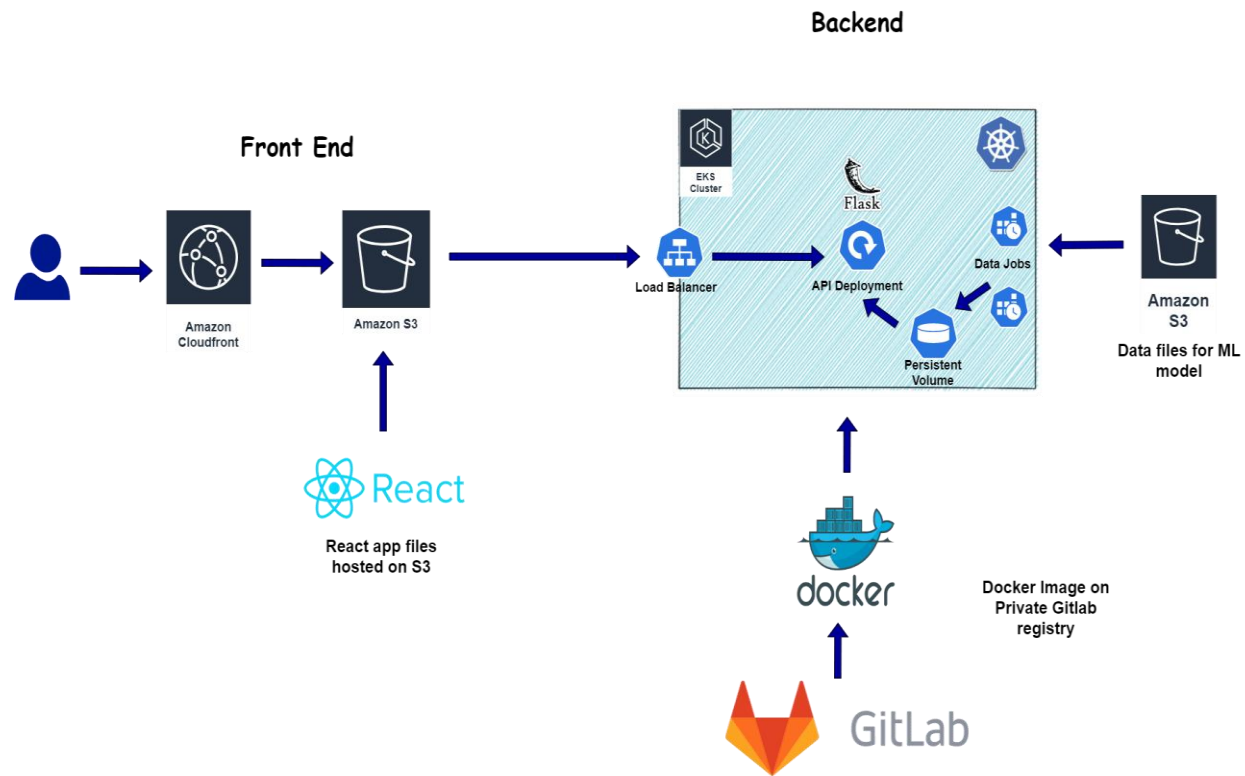 Backend
Front End
EKS
Cluster
Flask
Load Balancer
API Deployment
Data Jobs
Persistent
Volume
Amazon
Cloudfront
Amazon S3
Amazon
S3
Data files for ML
model
React
React app files
hosted on S3
docker
Docker Image on
Private Gitlab
registry
GitLab